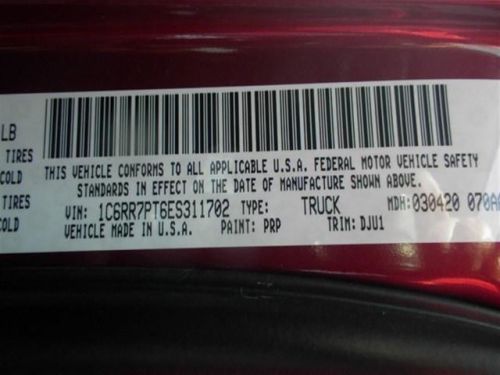 LB
TIRES
COLD
TIRES
COLD
THIS VEHICLE CONFORMS TO ALL APPLICABLE U.S.A. FEDERAL MOTOR VEHICLE SAFETY
STANDARDS IN EFFECT ON THE DATE OF MANUFACTURE SHOWN ABOVE.
VIN: 1C6RR7PT6ES311702 TYPE: TRUCK MDH:030420 070A
VEHICLE MADE IN U.S.A. PAINT: PRP TRIM: DJU1